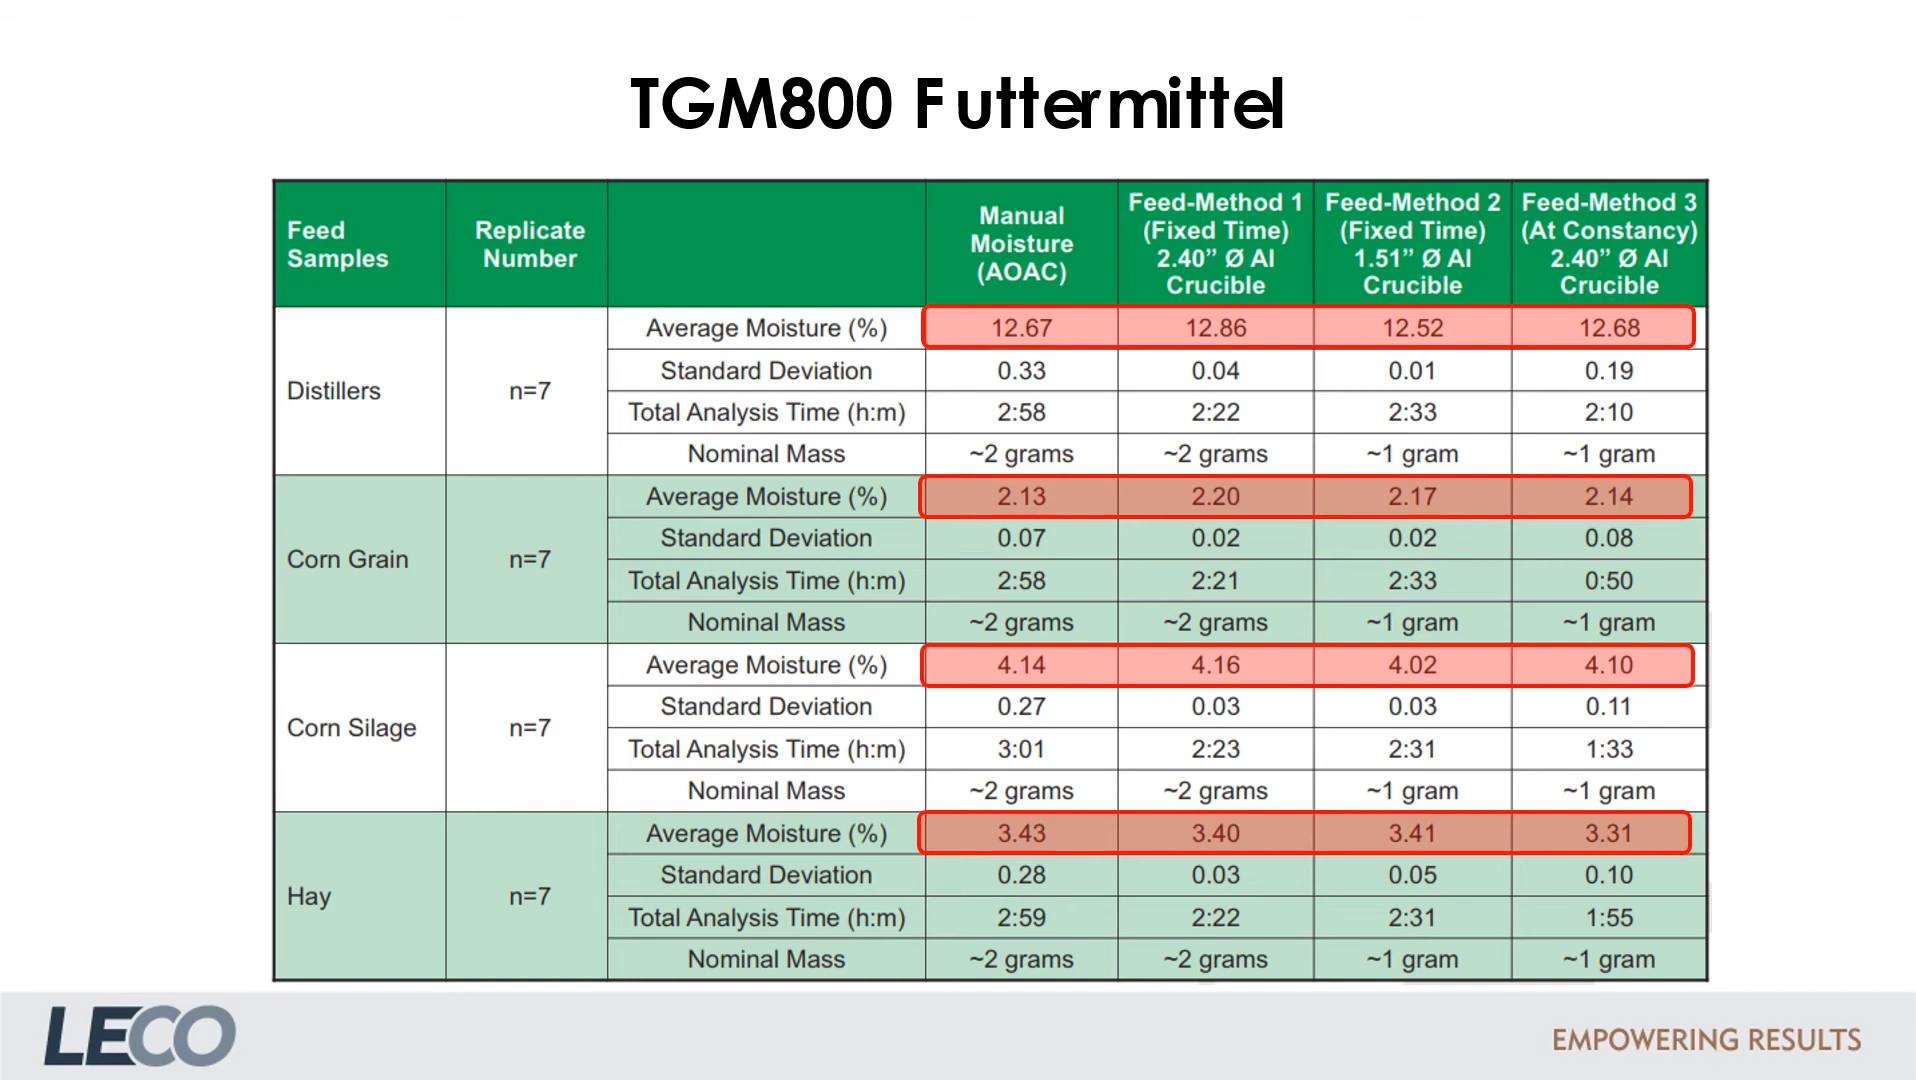 TGM800 Futtermittel
Feed Samples | Replicate Number | | Manual Moisture (AOAC) | Feed-Method 1 (Fixed Time) 2.40” Ø Al Crucible | Feed-Method 2 (Fixed Time) 1.51” Ø Al Crucible | Feed-Method 3 (At Constancy) 2.40” Ø Al Crucible
Distillers | n=7 | Average Moisture (%) | 12.67 | 12.86 | 12.52 | 12.68
Standard Deviation | 0.33 | 0.04 | 0.01 | 0.19
Total Analysis Time (h:m) | 2:58 | 2:22 | 2:33 | 2:10
Nominal Mass | ~2 grams | ~2 grams | ~1 gram | ~1 gram
Corn Grain | n=7 | Average Moisture (%) | 2.13 | 2.20 | 2.17 | 2.14
Standard Deviation | 0.07 | 0.02 | 0.02 | 0.08
Total Analysis Time (h:m) | 2:58 | 2:21 | 2:33 | 0:50
Nominal Mass | ~2 grams | ~2 grams | ~1 gram | ~1 gram
Corn Silage | n=7 | Average Moisture (%) | 4.14 | 4.16 | 4.02 | 4.10
Standard Deviation | 0.27 | 0.03 | 0.03 | 0.11
Total Analysis Time (h:m) | 3:01 | 2:23 | 2:31 | 1:33
Nominal Mass | ~2 grams | ~2 grams | ~1 gram | ~1 gram
Hay | n=7 | Average Moisture (%) | 3.43 | 3.40 | 3.41 | 3.31
Standard Deviation | 0.28 | 0.03 | 0.05 | 0.10
Total Analysis Time (h:m) | 2:59 | 2:22 | 2:31 | 1:55
Nominal Mass | ~2 grams | ~2 grams | ~1 gram | ~1 gram
LECO
EMPOWERING RESULTS